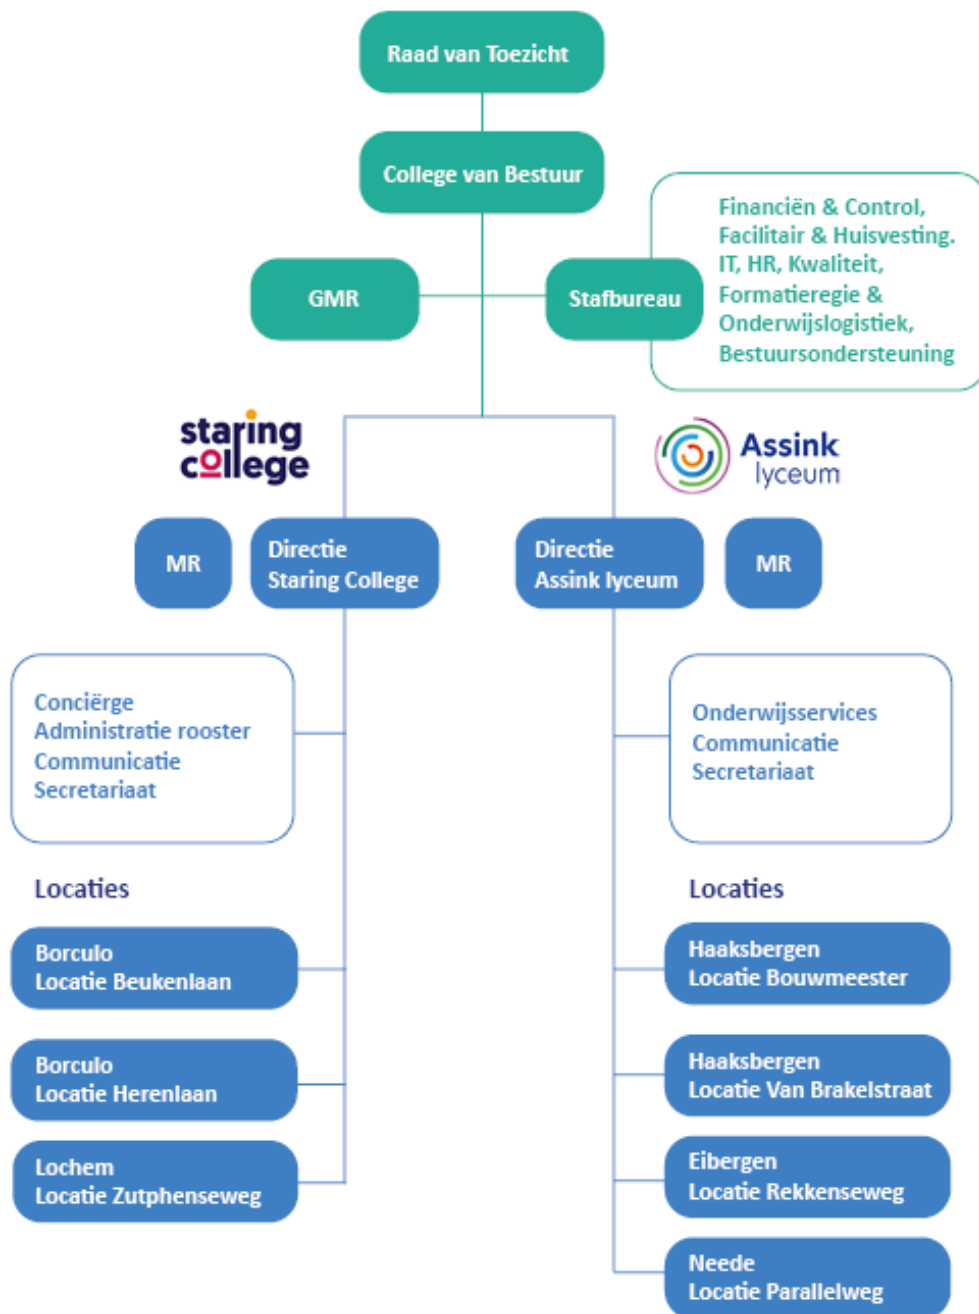 Raad van Toezicht
College van Bestuur
Financiën & Control,
Facilitair & Huisvesting.
IT, HR, Kwaliteit,
Formatieregie &
Onderwijslogistiek,
Bestuursondersteuning
GMR
Stafbureau
staring
college
Assink
lyceum
MR
Directie
Staring College
Directie
Assink lyceum
MR
Conciërge
Administratie rooster
Communicatie
Secretariaat
Onderwijsservices
Communicatie
Secretariaat
Locaties
Borculo
Locatie Beukenlaan
Borculo
Locatie Herenlaan
Lochem
Locatie Zutphenseweg
Locaties
Haaksbergen
Locatie Bouwmeester
Haaksbergen
Locatie Van Brakelstraat
Eibergen
Locatie Rekkenseweg
Neede
Locatie Parallelweg